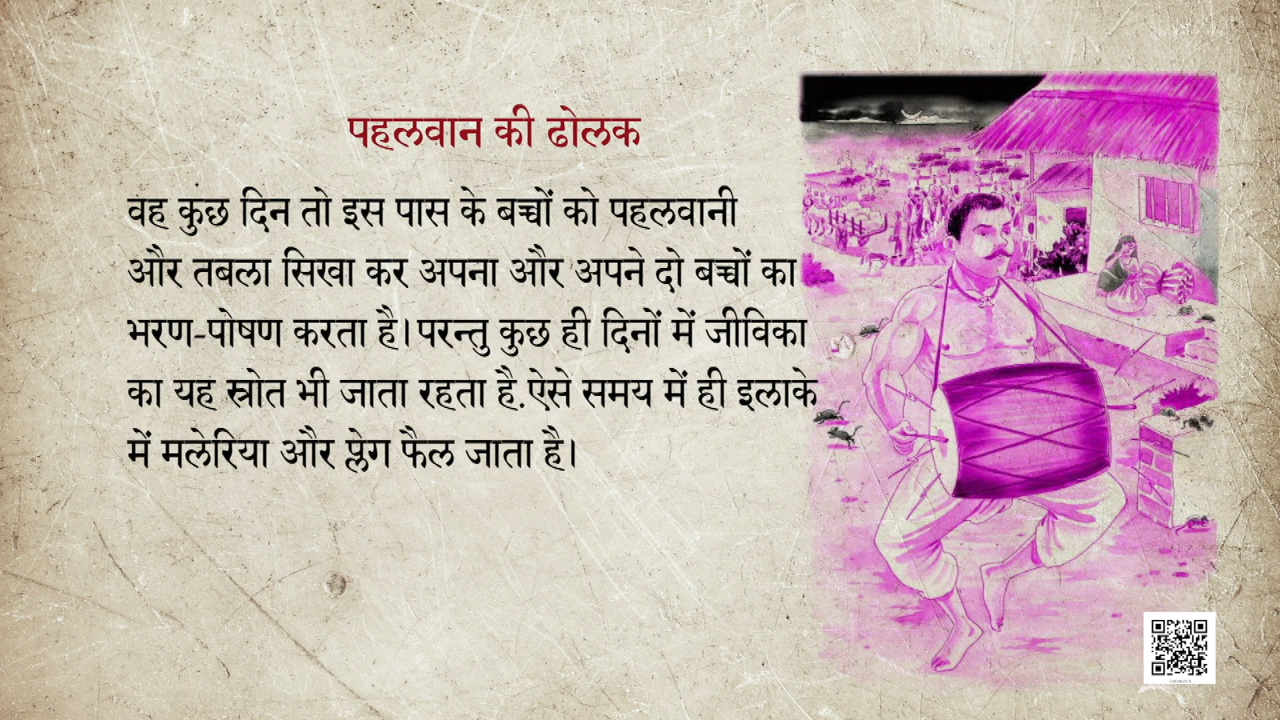 पहलवान की ढोलक
वह कुछ दिन तो इस पास के बच्चों को पहलवानी
और तबला सिखा कर अपना और अपने दो बच्चों का
भरण-पोषण करता है। परन्तु कुछ ही दिनों में जीविका
का यह स्रोत भी जाता रहता है.ऐसे समय में ही इलाके
में मलेरिया और प्लेग फैल जाता है।